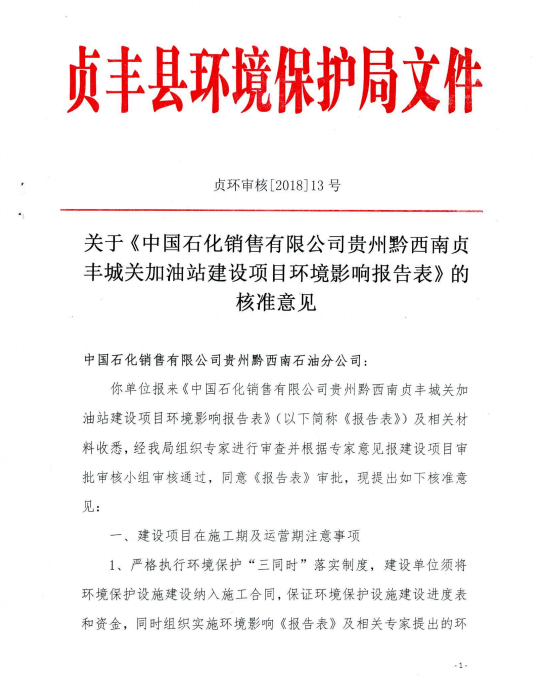 贞丰县环境保护局文件
贞环审核[2018]13 号
关于《中国石化销售有限公司贵州黔西南贞
丰城关加油站建设项目环境影响报告表》的
核准意见
中国石化销售有限公司贵州黔西南石油分公司：
你单位报来《中国石化销售有限公司贵州黔西南贞丰城关加
油站建设项目环境影响报告表》（以下简称《报告表》）及相关材
料收悉，经我局组织专家进行审查并根据专家意见报建设项目审
批审核小组审核通过，同意《报告表》审批，现提出如下核准意
见：
一、建设项目在施工期及运营期注意事项
1、严格执行环境保护“三同时”落实制度，建设单位须将
环境保护设施建设纳入施工合同，保证环境保护设施建设进度表
和资金，同时组织实施环境影响《报告表》及相关专家提出的环
-1-